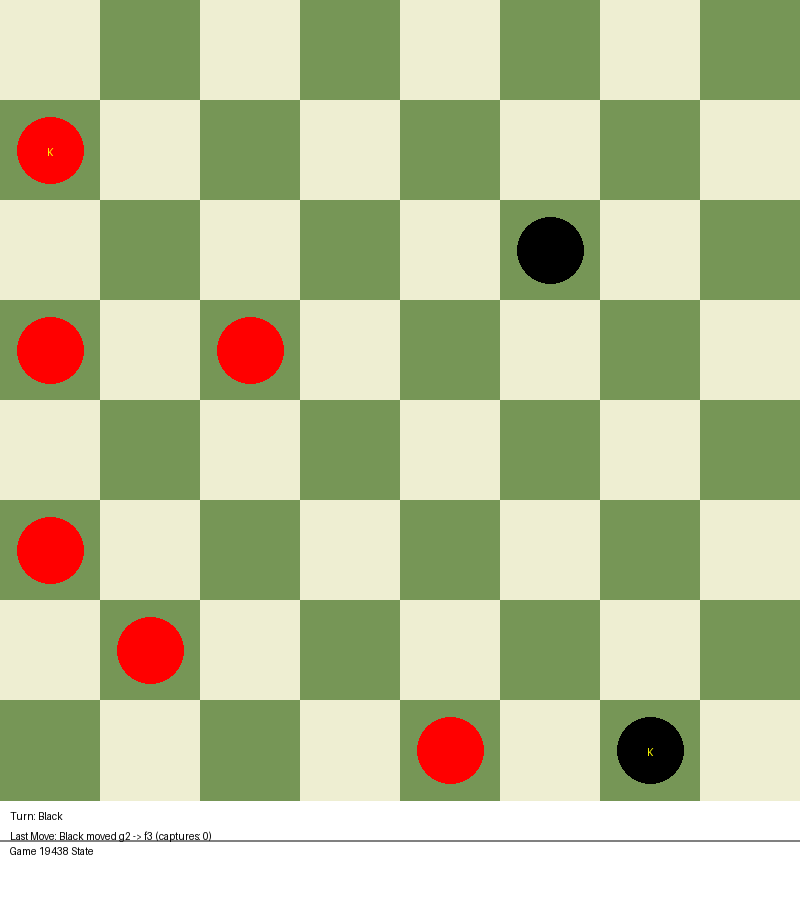 K
K
Turn: Black
Last Move: Black moved g2 -> f3 (captures: 0)
Game 19438 State